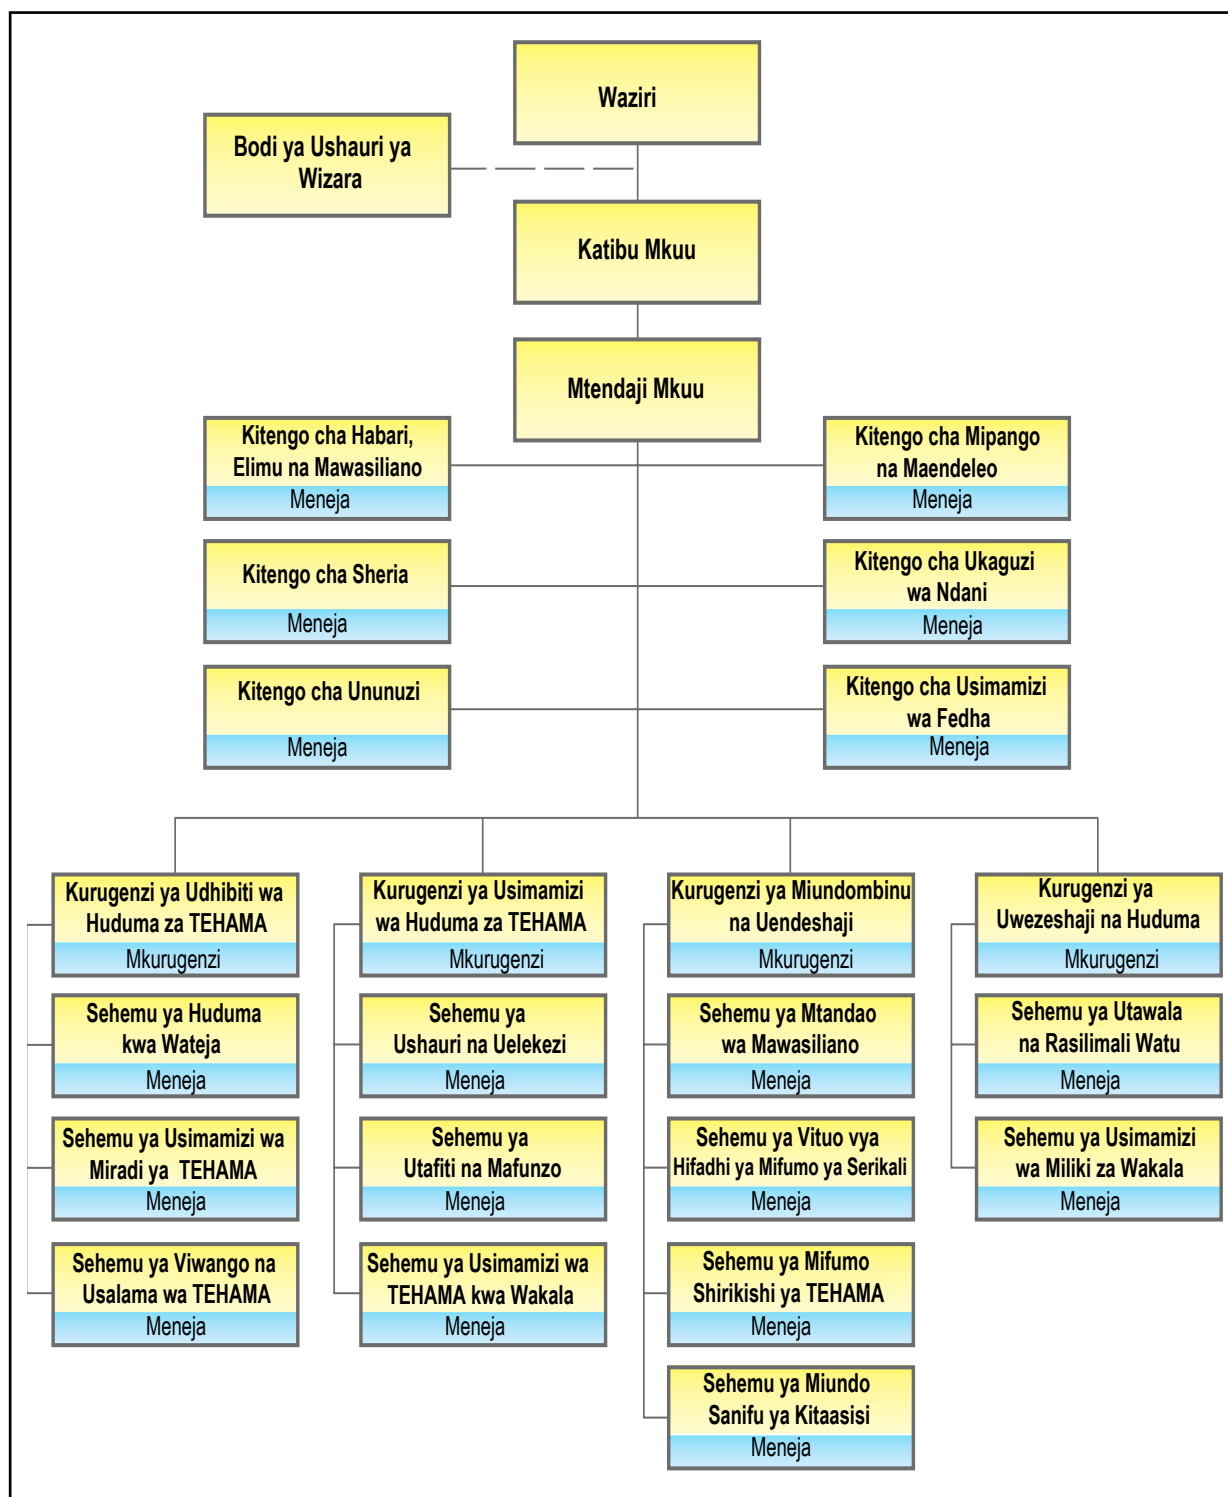 Waziri
Bodi ya Ushauri ya
Wizara
Katibu Mkuu
Mtendaji Mkuu
Kitengo cha Habari,
Elimu na Mawasiliano
Meneja
Kitengo cha Mipango
na Maendeleo
Meneja
Kitengo cha Sheria
Meneja
Kitengo cha Ukaguzi
wa Ndani
Meneja
Kitengo cha Ununuzi
Meneja
Kitengo cha Usimamizi
wa Fedha
Meneja
Kurugenzi ya Udhibiti wa
Huduma za TEHAMA
Mkurugenzi
Sehemu ya Huduma
kwa Wateja
Meneja
Sehemu ya Usimamizi wa
Miradi ya TEHAMA
Meneja
Sehemu ya Viwango na
Usalama wa TEHAMA
Meneja
Kurugenzi ya Usimamizi
wa Huduma za TEHAMA
Mkurugenzi
Sehemu ya
Ushauri na Uelekezi
Meneja
Sehemu ya
Utafiti na Mafunzo
Meneja
Sehemu ya Usimamizi wa
TEHAMA kwa Wakala
Meneja
Kurugenzi ya Miundombinu
na Uendeshaji
Mkurugenzi
Sehemu ya Mtandao
wa Mawasiliano
Meneja
Sehemu ya Vituo vya
Hifadhi ya Mifumo ya Serikali
Meneja
Sehemu ya Mifumo
Shirikishi ya TEHAMA
Meneja
Sehemu ya Miundo
Sanifu ya Kitaasisi
Meneja
Kurugenzi ya
Uwezeshaji na Huduma
Mkurugenzi
Sehemu ya Utawala
na Rasilimali Watu
Meneja
Sehemu ya Usimamizi
wa Miliki za Wakala
Meneja